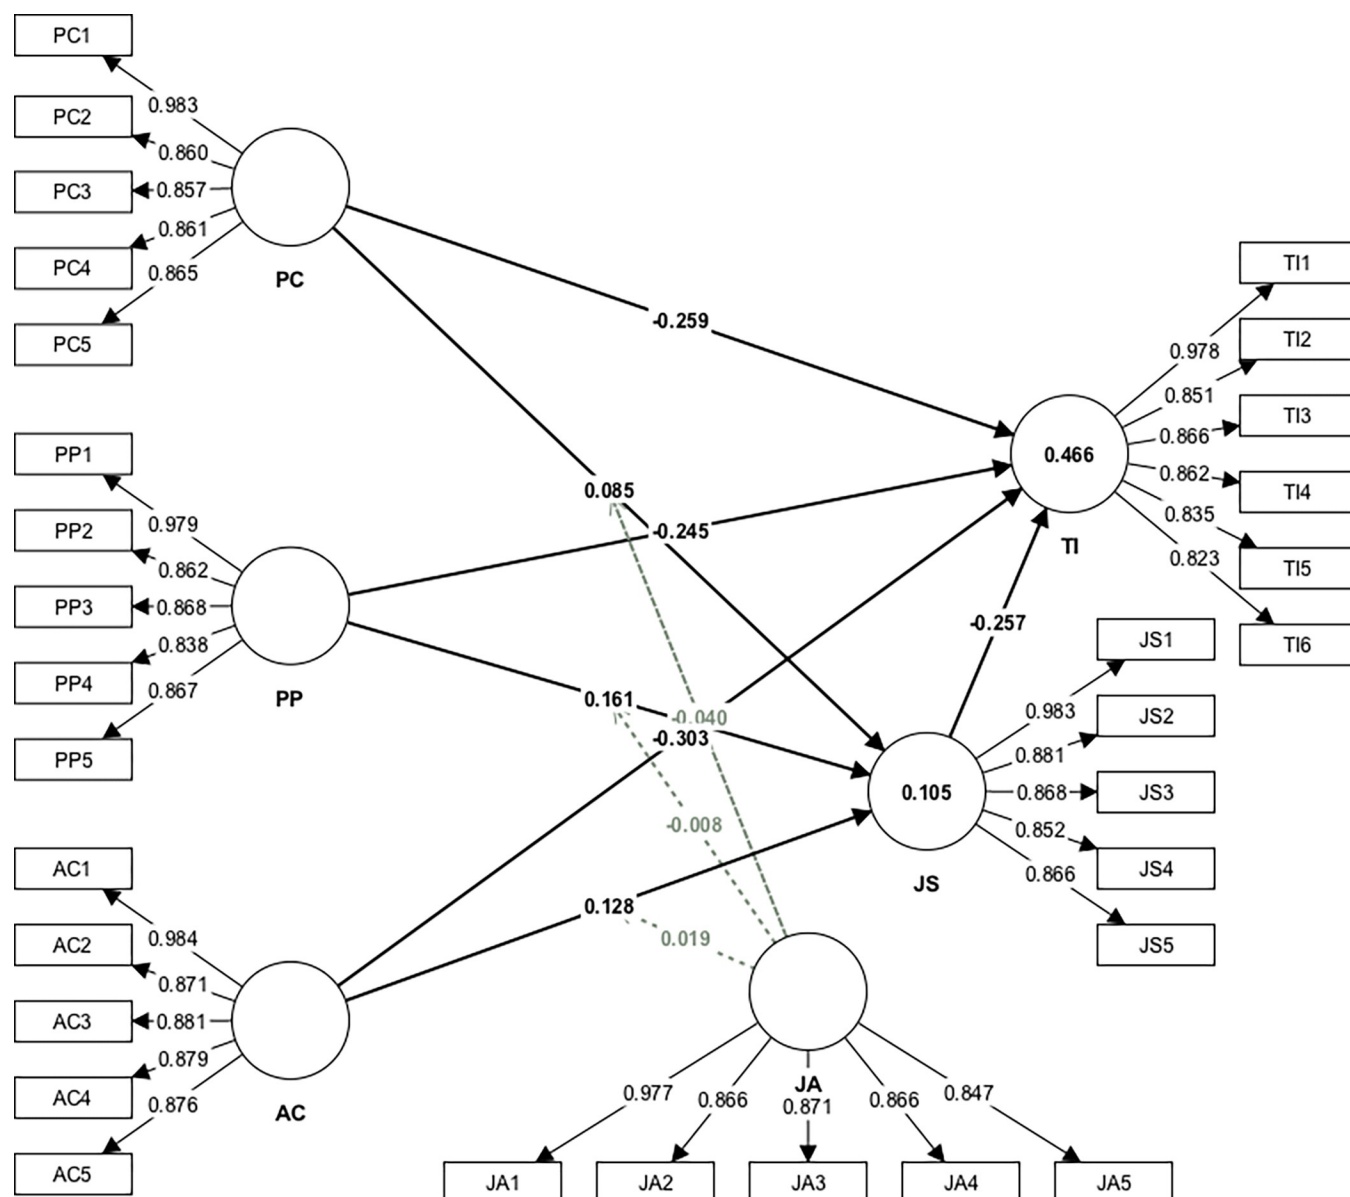 PC1
0.983
PC2
0.860
PC3
0.857
0.861
PC4
0.865
PC
PC5
-0.259
TI1
TI2
0.978
0.851
TI3
0.866
0.466
0.862
TI4
0.835
TI
0.823
TI5
TI6
PP1
0.085
0.979
PP2
-0.245
0.862
PP3
0.868
0.838
PP4
0.867
PP
PP5
-0.257
JS1
0.161
-0.040
-0.303
0.983
JS2
0.881
0.105
0.868
JS3
0.852
JS4
0.866
JS
JS5
-0.008
AC1
0.128
0.019
0.984
AC2
0.871
AC3
0.881
0.879
AC4
0.876
AC
AC5
JA
0.977
0.866
0.871
0.866
0.847
JA1
JA2
JA3
JA4
JA5